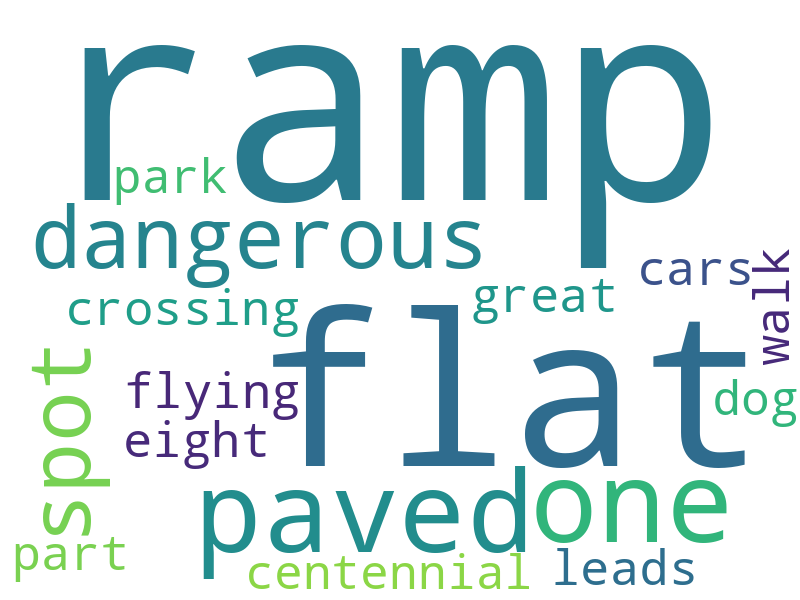 ramp
park
dangerous
cars
walk
crossing
great
flat
spot
flying
dog
eight
paved
one
part
centennial
leads